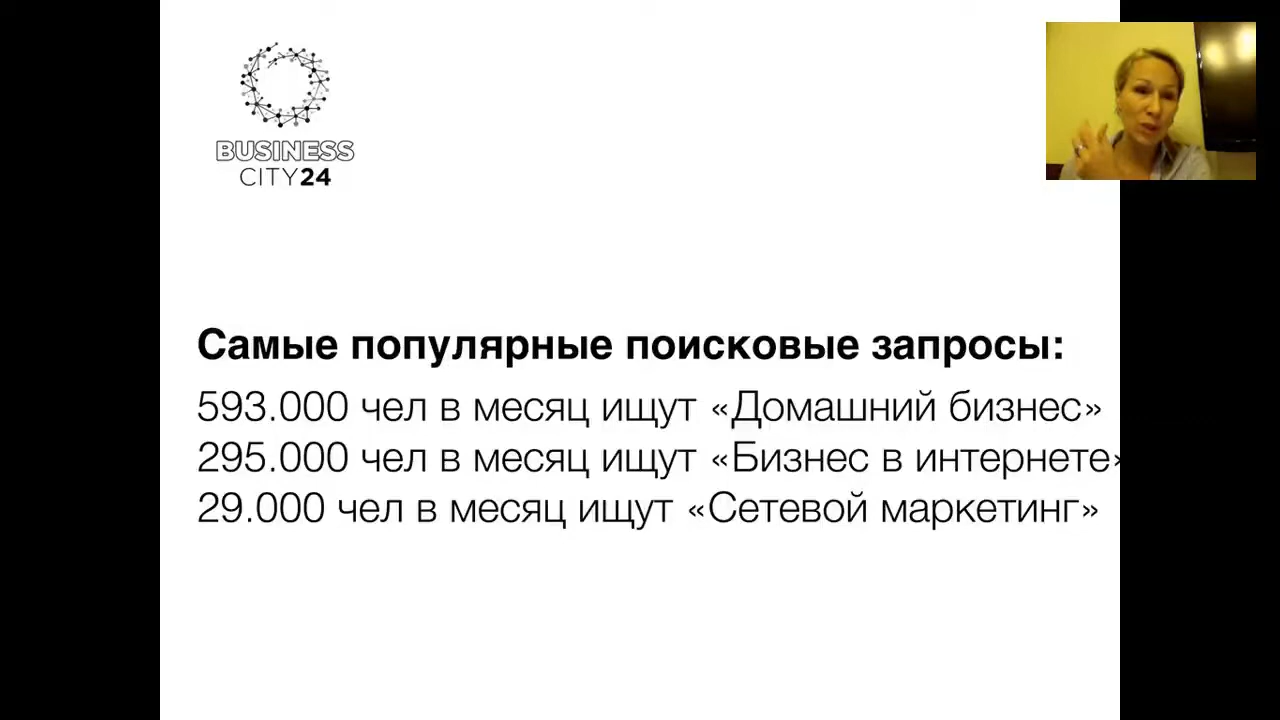 BUSINESS
CITY24
Самые популярные поисковые запросы:
593.000 чел в месяц ищут «Домашний бизнес»
295.000 чел в месяц ищут «Бизнес в интернете»
29.000 чел в месяц ищут «Сетевой маркетинг»